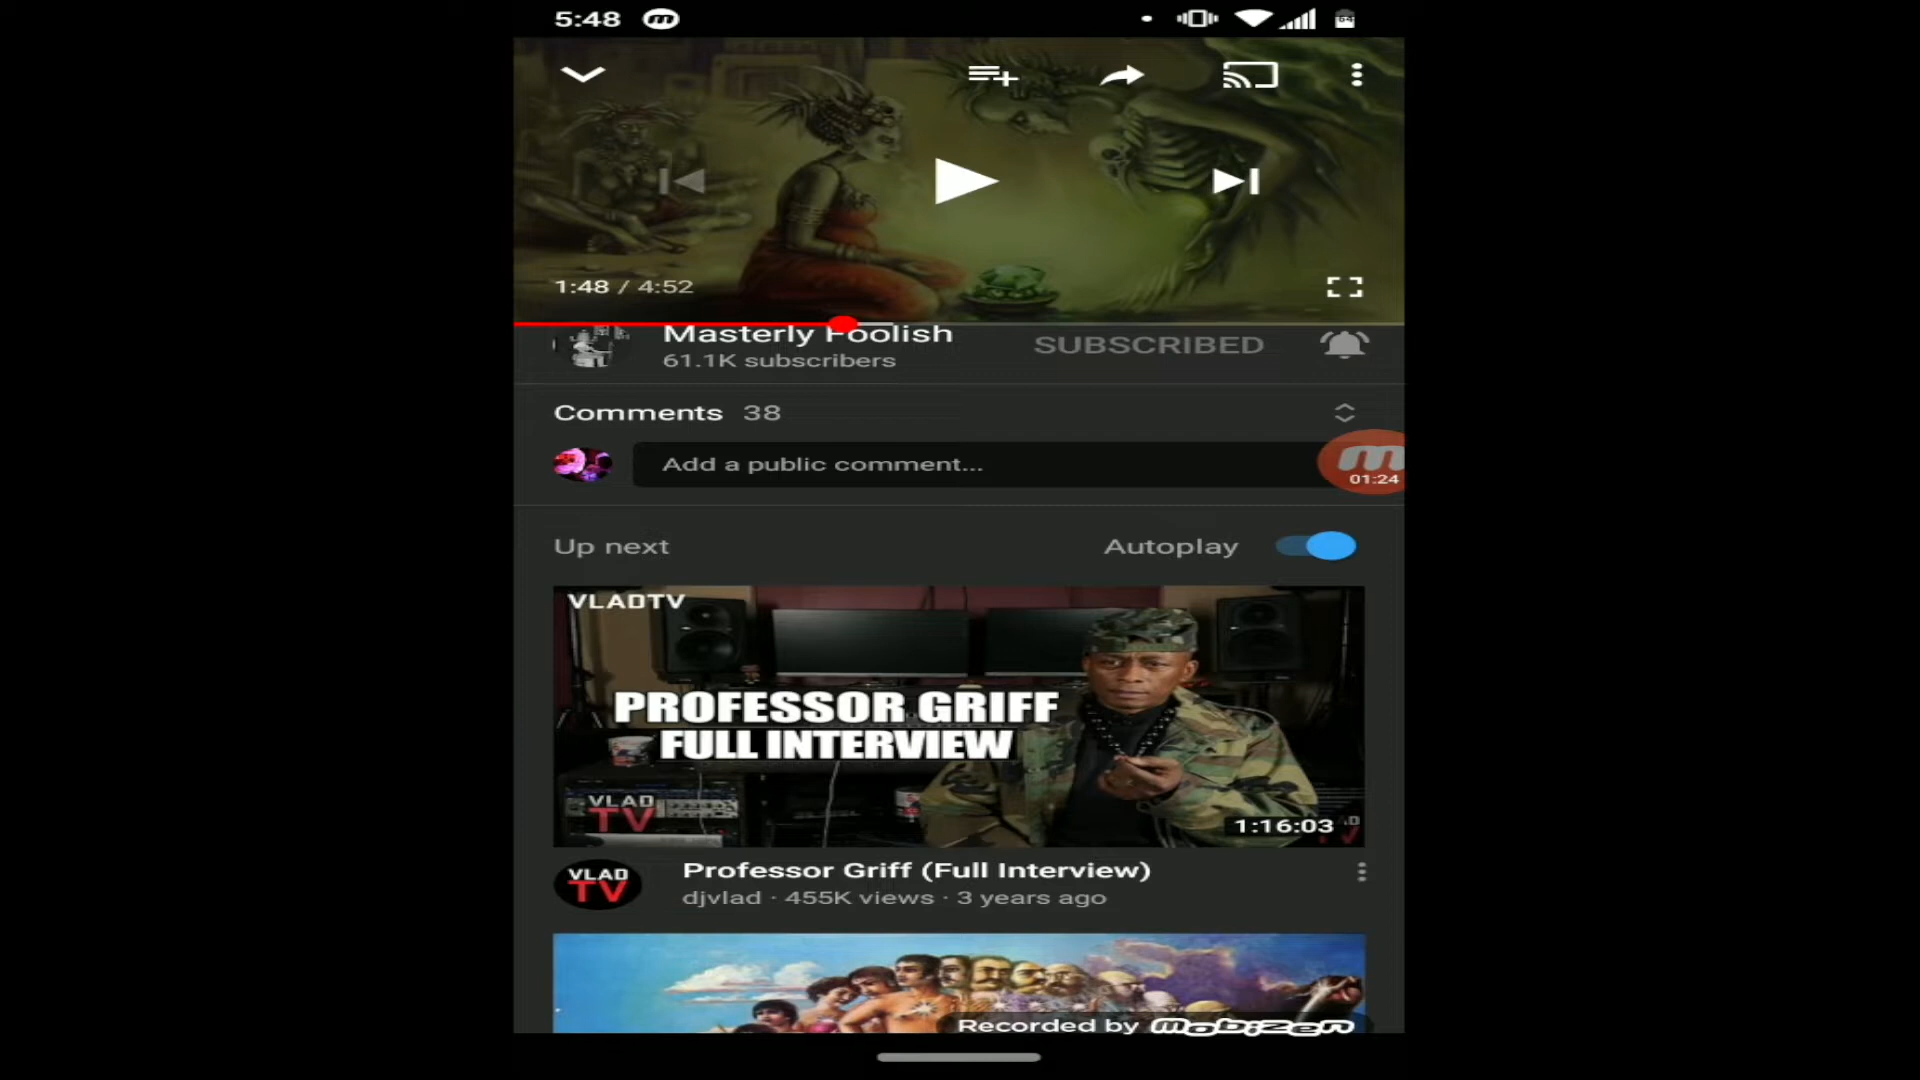 5:48
64
1:48 / 4:52
Masterly Foolish
61.1K subscribers
SUBSCRIBED
Comments 38
Add a public comment...
01:24
Up next
Autoplay
VLADTV
PROFESSOR GRIFF
FULL INTERVIEW
VLAD
TV
1:16:03
VLAD
TV
Professor Griff (Full Interview)
djvlad · 455K views · 3 years ago
Recorded by mobizen